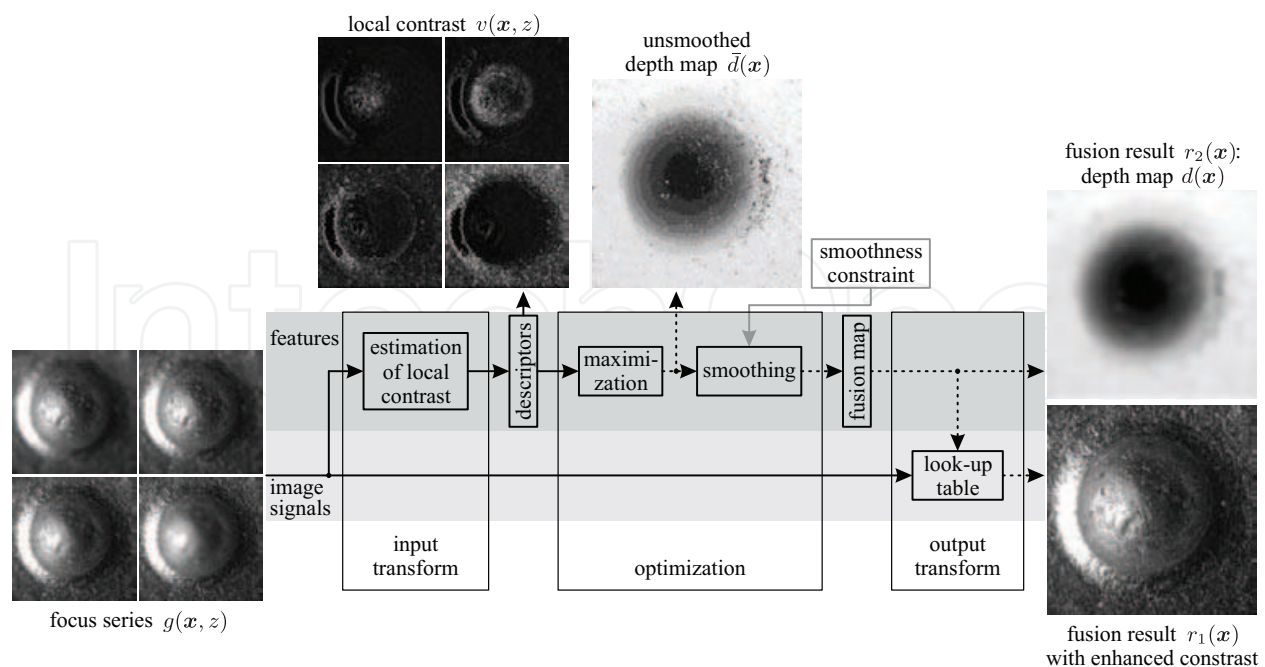 local contrast v(x, z)
unsmoothed
depth map d̄(x)
fusion result r₂(x):
depth map d(x)
smoothness
constraint
features
estimation
of local
contrast
descriptors
maximi-
zation
smoothing
fusion map
look-up
table
image
signals
input
transform
optimization
output
transform
focus series g(x, z)
fusion result r₁(x)
with enhanced constrast